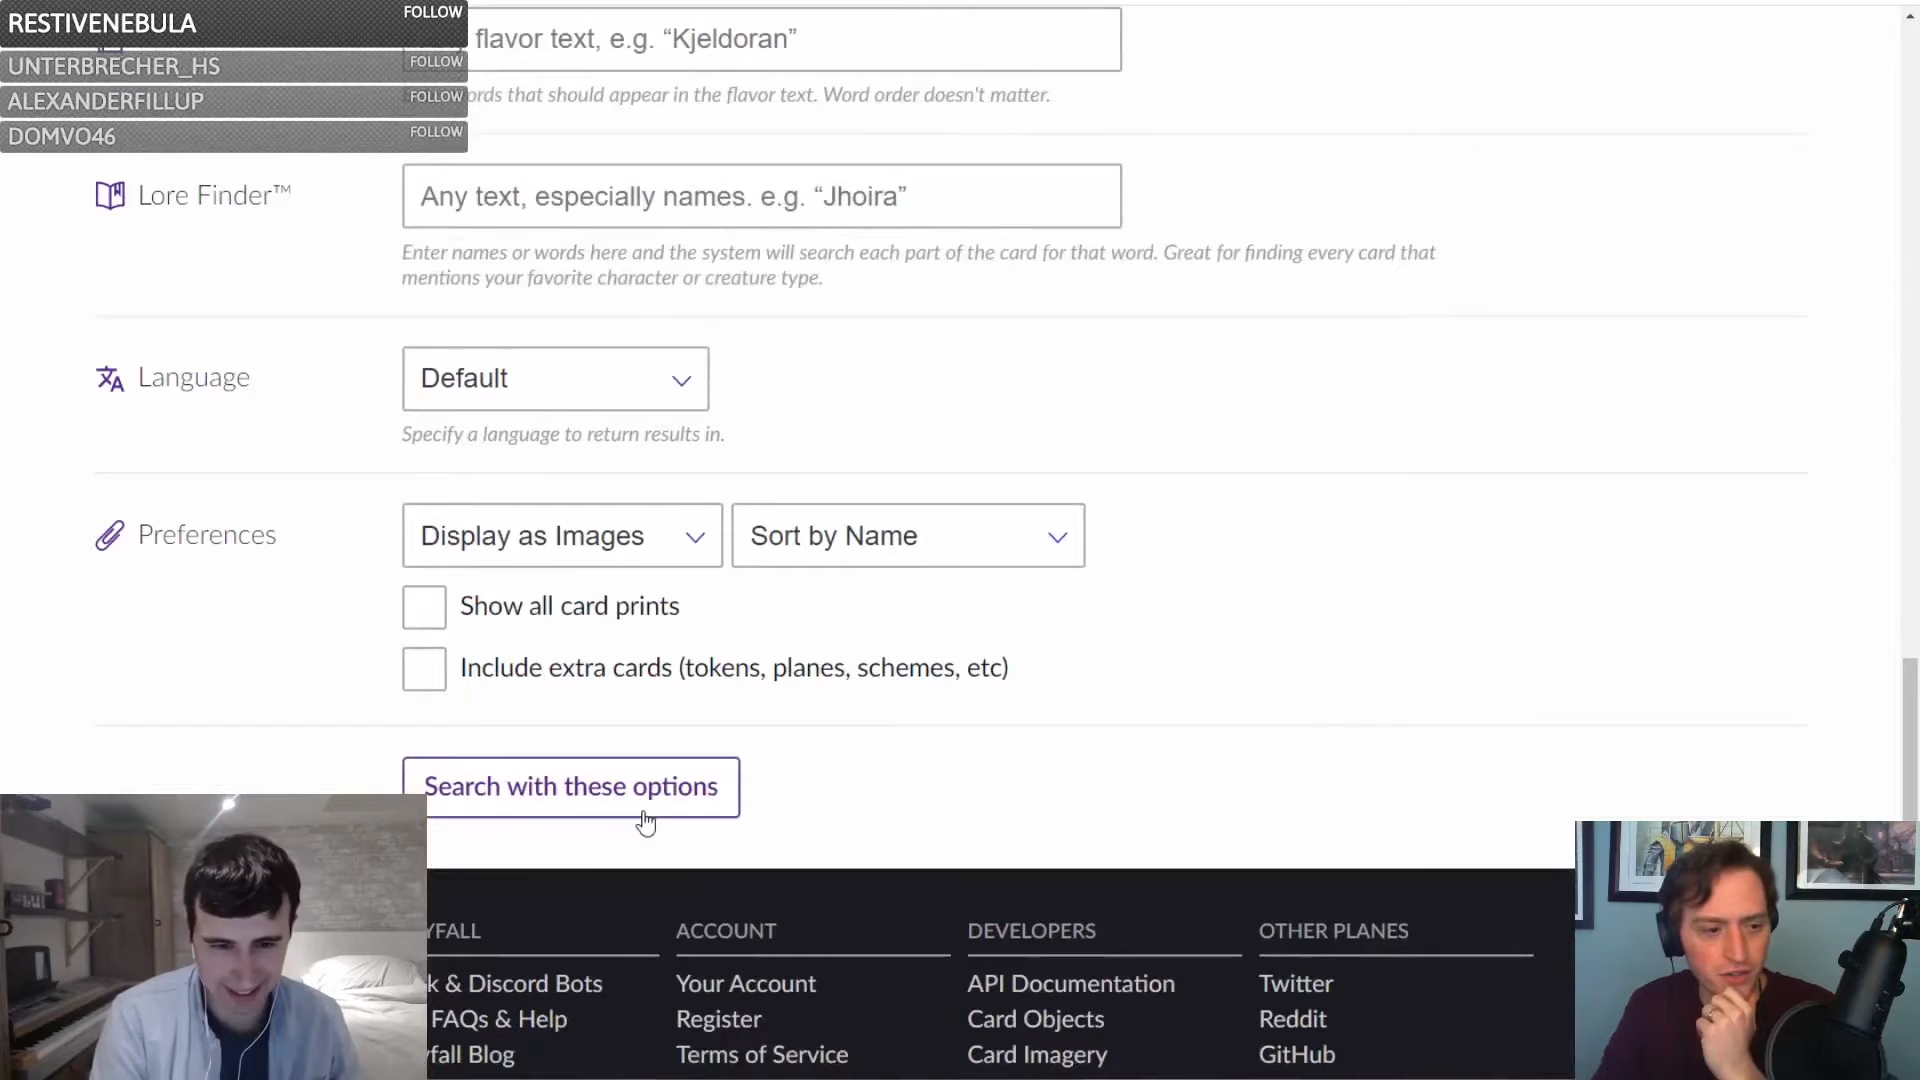 RESTIVENEBULA FOLLOW
UNTERBRECHER_HS FOLLOW
ALEXANDERFILLUP FOLLOW
DOMVO46 FOLLOW
flavor text, e.g. “Kjeldoran”
ords that should appear in the flavor text. Word order doesn't matter.
Lore Finder™
Any text, especially names. e.g. “Jhoira”
Enter names or words here and the system will search each part of the card for that word. Great for finding every card that
mentions your favorite character or creature type.
Language
Default
Specify a language to return results in.
Preferences
Display as Images
Sort by Name
Show all card prints
Include extra cards (tokens, planes, schemes, etc)
Search with these options
YFALL
k & Discord Bots
FAQs & Help
yfall Blog
ACCOUNT
Your Account
Register
Terms of Service
DEVELOPERS
API Documentation
Card Objects
Card Imagery
OTHER PLANES
Twitter
Reddit
GitHub